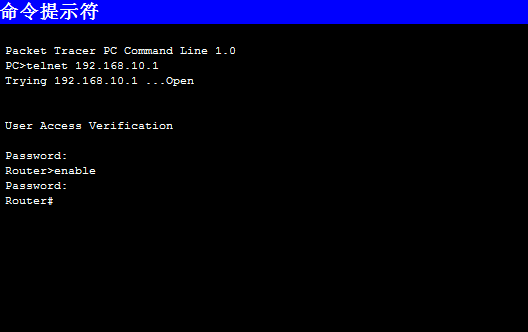 命令提示符
Packet Tracer PC Command Line 1.0
PC>telnet 192.168.10.1
Trying 192.168.10.1 ...Open
User Access Verification
Password:
Router>enable
Password:
Router#